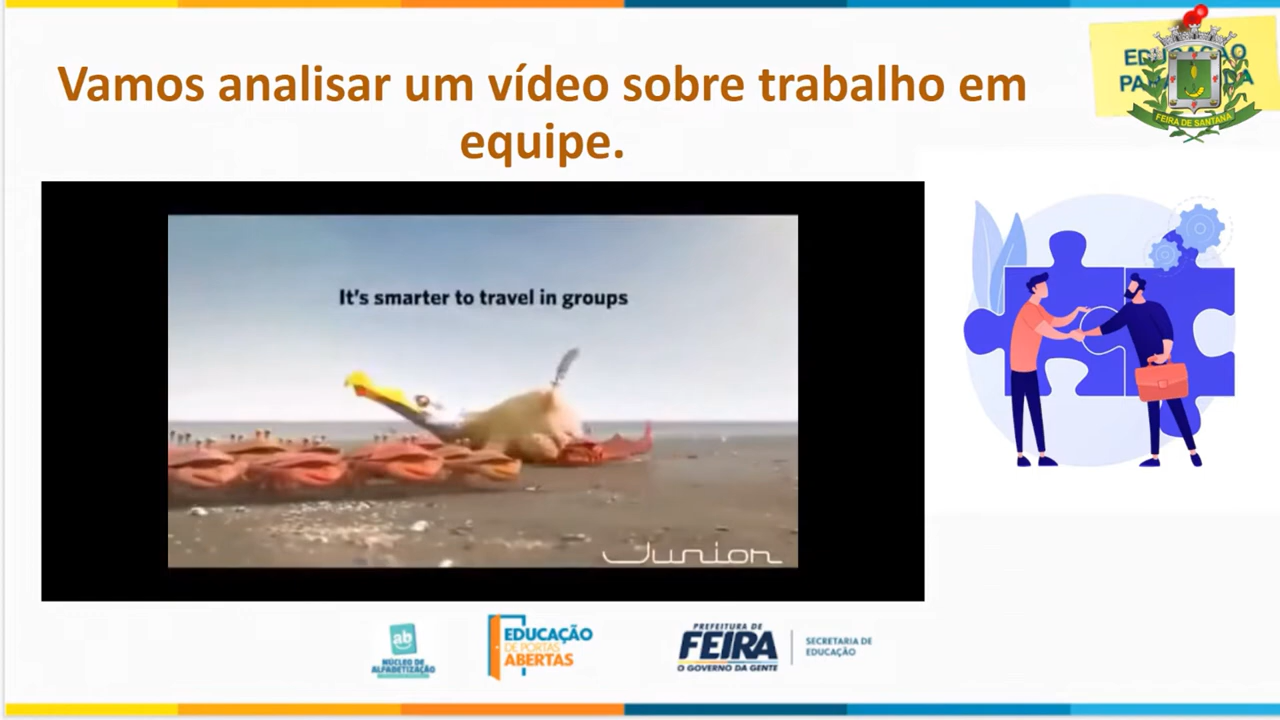 Vamos analisar um vídeo sobre trabalho em
equipe.
FEIRA DE SANTANA
It's smarter to travel in groups
Junior
ab
NÚCLEO DE
ALFABETIZAÇÃO
EDUCAÇÃO
DE PORTAS
ABERTAS
PREFEITURA DE
FEIRA
O GOVERNO DA GENTE
SECRETARIA DE
EDUCAÇÃO